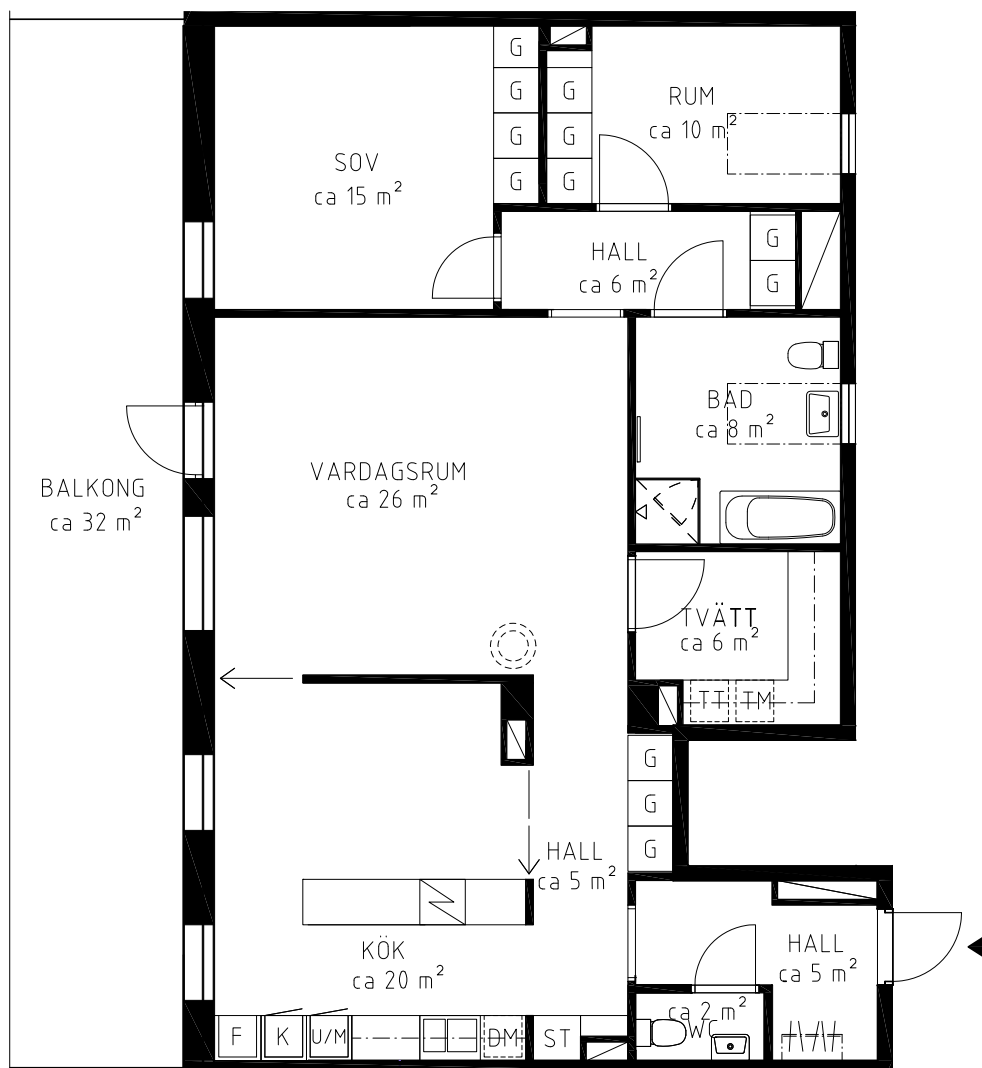 G
G
G
G
G
G
G
RUM
ca 10 m²
SOV
ca 15 m²
HALL
ca 6 m²
G
G
BAD
ca 8 m²
VARDAGSRUM
ca 26 m²
BALKONG
ca 32 m²
TVÄTT
ca 6 m²
TT
TM
G
G
G
HALL
ca 5 m²
KÖK
ca 20 m²
HALL
ca 5 m²
ca 2 m²
WC
F
K
U/M
DM
ST